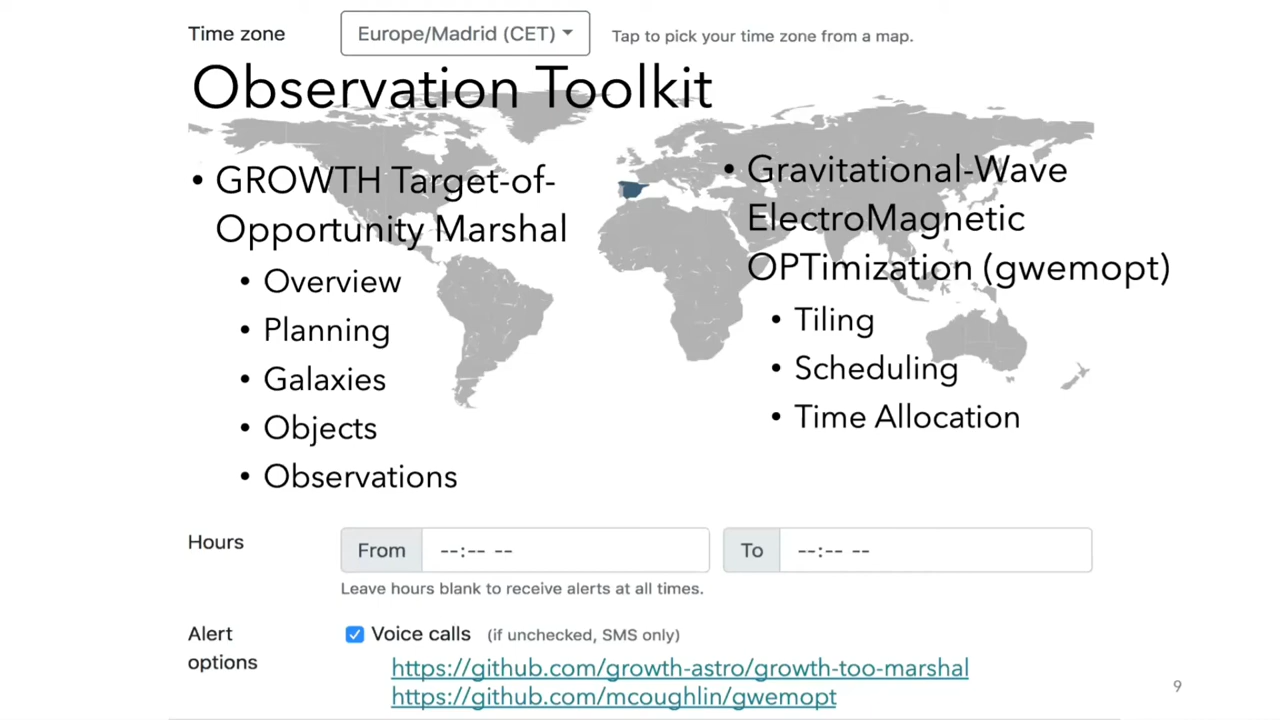 Time zone
Europe/Madrid (CET)
Tap to pick your time zone from a map.
Observation Toolkit
• GROWTH Target-of-
Opportunity Marshal
• Overview
• Planning
• Galaxies
• Objects
• Observations
• Gravitational-Wave
ElectroMagnetic
OPTimization (gwemopt)
• Tiling
• Scheduling
• Time Allocation
Hours
From
--:-- --
To
--:-- --
Leave hours blank to receive alerts at all times.
Alert
options
Voice calls (if unchecked, SMS only)
https://github.com/growth-astro/growth-too-marshal
https://github.com/mcoughlin/gwemopt
9